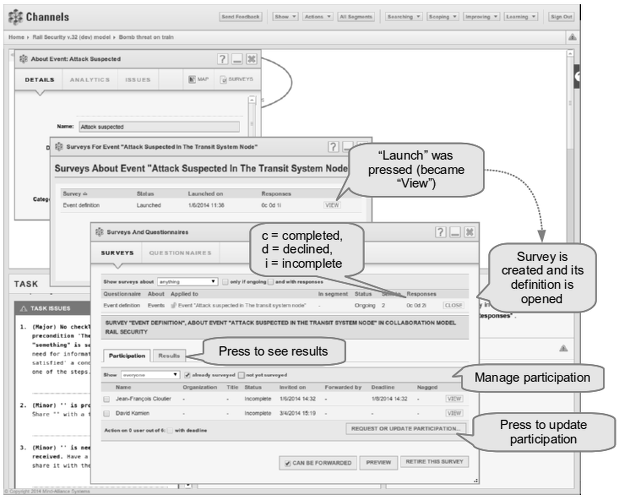 Channels
Send Feedback
Show
Actions
All Segments
Searching
Scoping
Improving
Learning
Sign Out
Home › Rail Security v.32 (dev) model › Bomb threat on train
About Event: Attack Suspected
DETAILS
ANALYTICS
ISSUES
MAP
SURVEYS
Name: Attack suspected
Surveys For Event "Attack Suspected In The Transit System Node"
Surveys About Event "Attack Suspected In The Transit System Node
Survey
Status
Launched on
Responses
Event definition
Launched
1/6/2014 11:38
0c 0d 1i
VIEW
"Launch" was
pressed (became
"View")
Surveys And Questionnaires
SURVEYS
QUESTIONNAIRES
c = completed,
d = declined,
i = incomplete
Survey is
created and its
definition is
opened
Show surveys about
anything
only if ongoing
and with responses
Questionnaire
About
Applied to
In segment
Status
Responses
Event definition
Events
Event "Attack suspected in The transit system node"
-
Ongoing
2
0c 0d 2i
CLOSE
SURVEY "EVENT DEFINITION", ABOUT EVENT "ATTACK SUSPECTED IN THE TRANSIT SYSTEM NODE" IN COLLABORATION MODEL
RAIL SECURITY
Participation
Results
Press to see results
Show
everyone
already surveyed
not yet surveyed
Manage participation
Name
Organization
Title
Status
Invited on
Forwarded by
Deadline
Nagged
Jean-François Cloutier
-
-
Incomplete
1/6/2014 14:32
-
1/8/2014 14:32
-
VIEW
David Kamien
-
-
Incomplete
3/4/2014 15:19
-
-
-
VIEW
Action on 0 user out of 6:
with deadline
REQUEST OR UPDATE PARTICIPATION...
Press to update
participation
CAN BE FORWARDED
PREVIEW
RETIRE THIS SURVEY
TASK
TASK ISSUES
1. (Major) No checkl
precondition 'The
"something" is sa
need for informat
satisfied' a cond
one of the steps.
2. (Minor) '' is pro
Share "" with a t
3. (Minor) '' is nee
received. Have a
share it with the
Copyright 2014 Mind-Alliance Systems